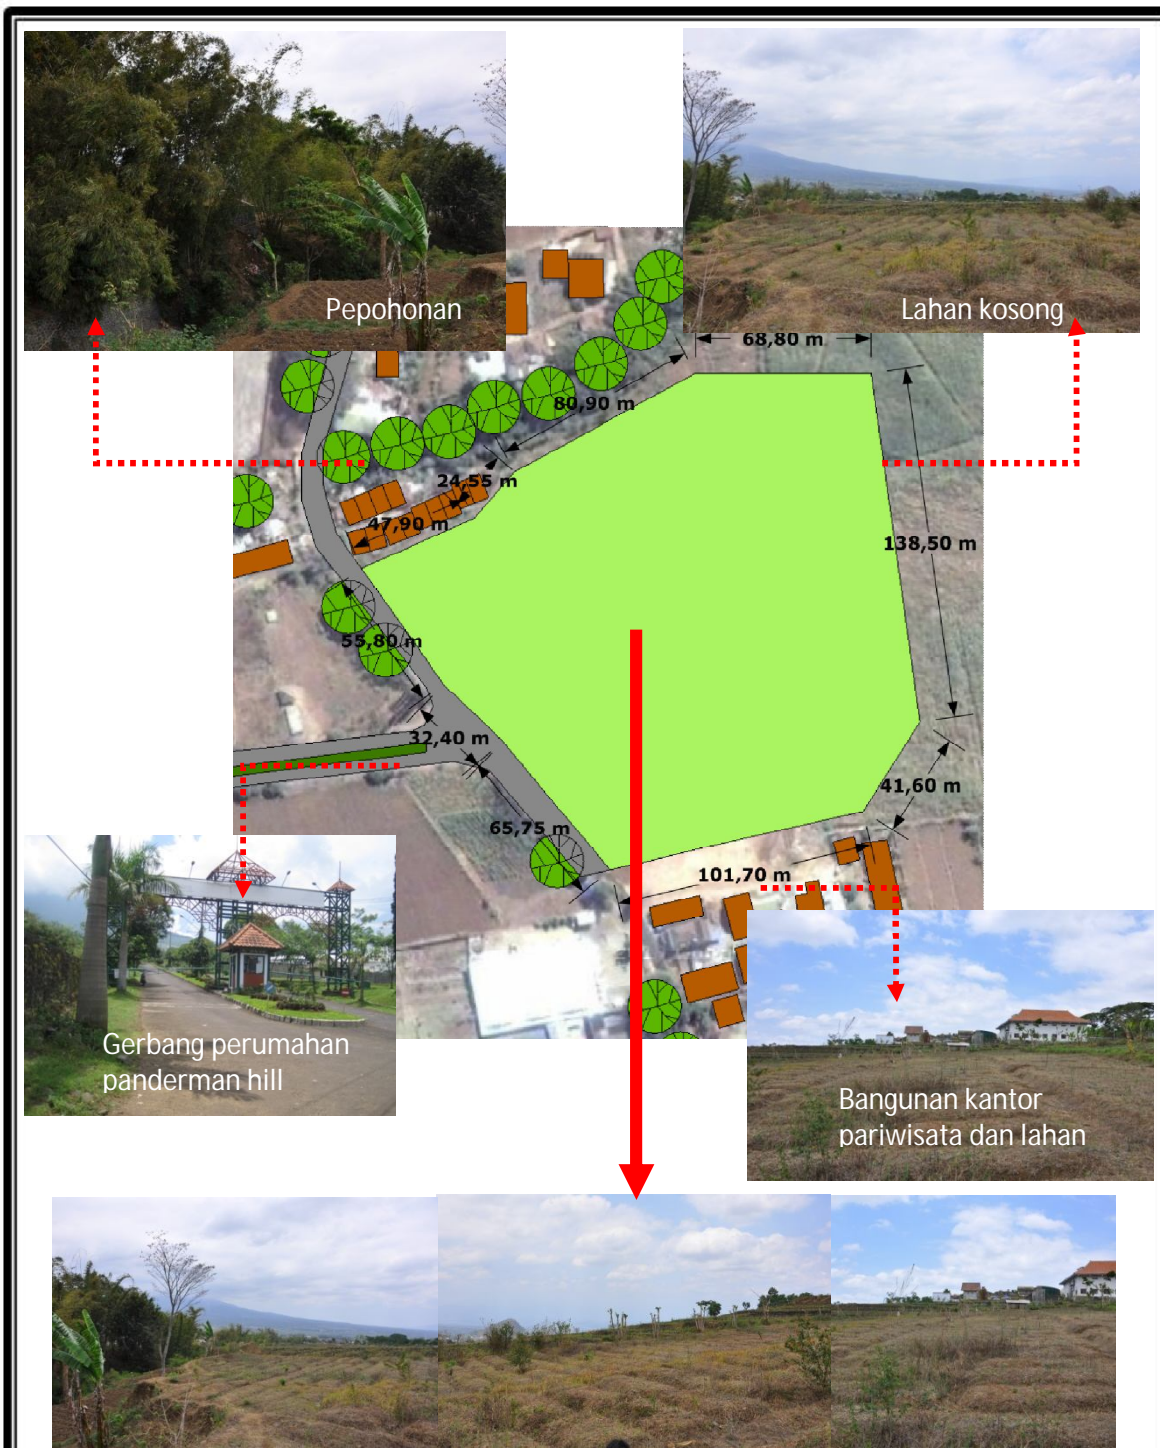 Pepohonan
Lahan kosong
68,80 m
80,90 m
24,55 m
47,90 m
138,50 m
55,80 m
32,40 m
41,60 m
65,75 m
101,70 m
Gerbang perumahan
panderman hill
Bangunan kantor
pariwisata dan lahan